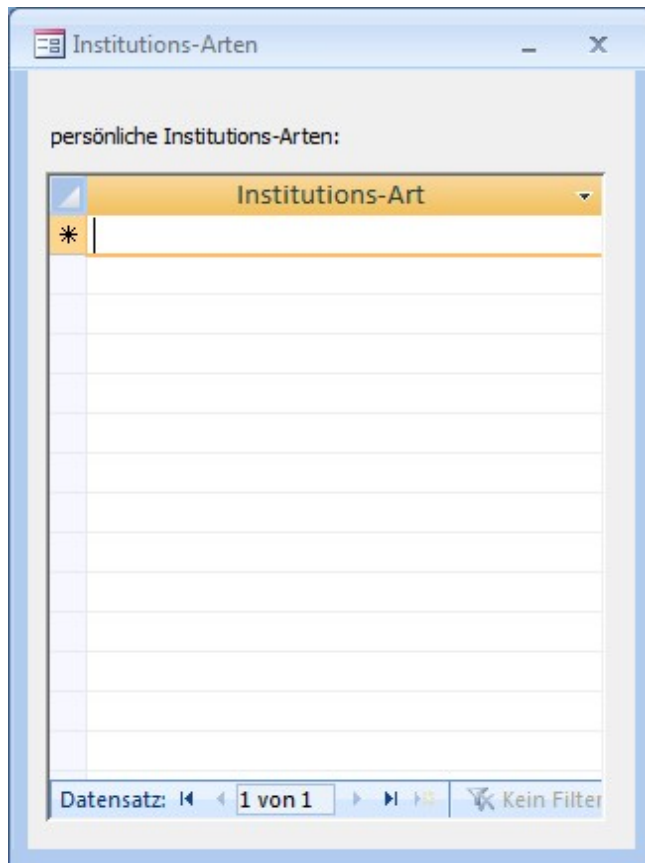 Institutions-Arten
persönliche Institutions-Arten:
Institutions-Art
Datensatz: 1 von 1 Kein Filter